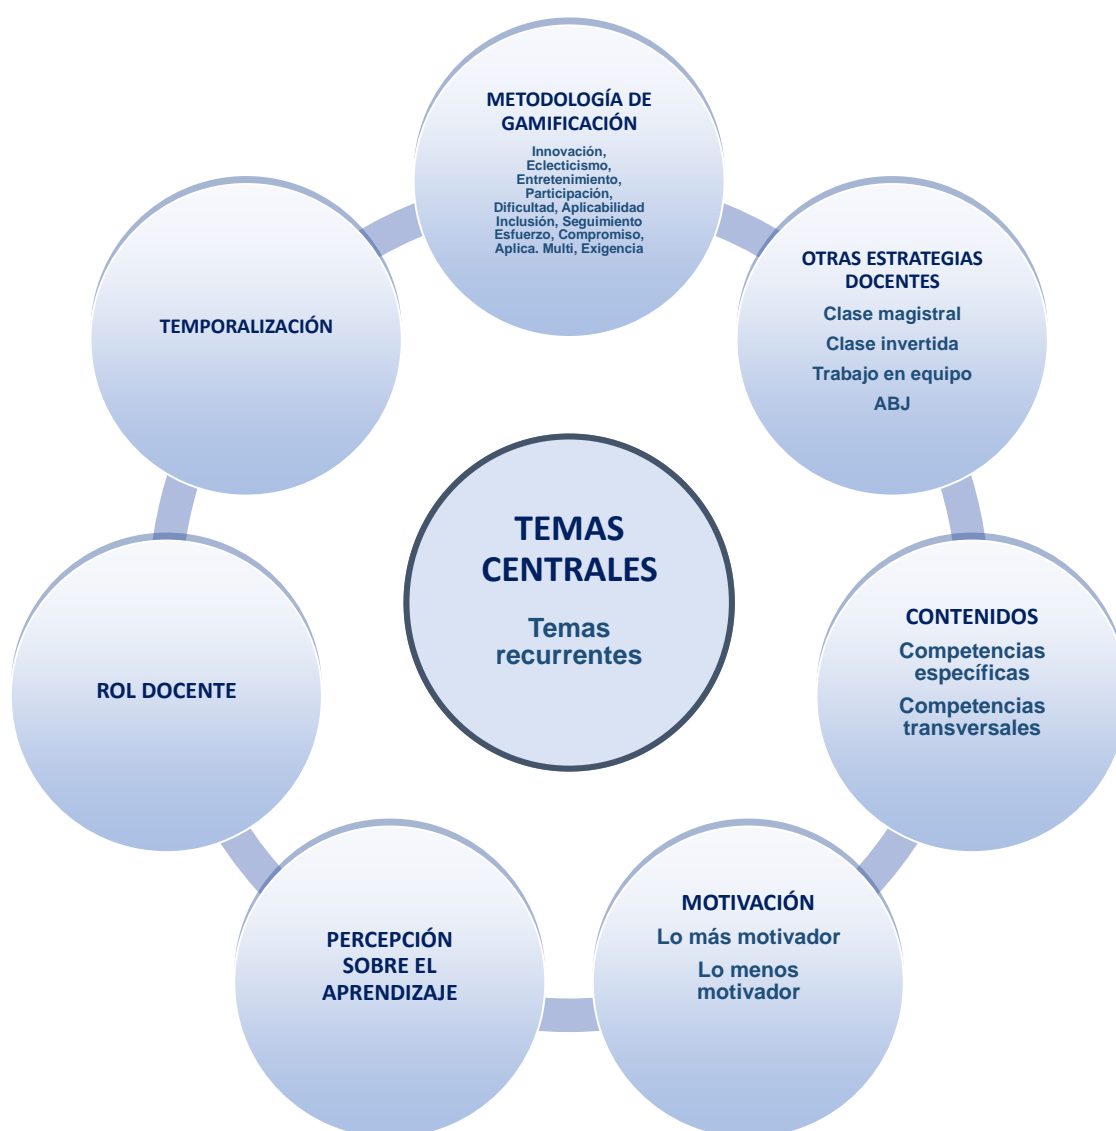 METODOLOGÍA DE
GAMIFICACIÓN
Innovación,
Eclecticismo,
Entretenimiento,
Participación,
Dificultad, Aplicabilidad
Inclusión, Seguimiento
Esfuerzo, Compromiso,
Aplica. Multi, Exigencia
OTRAS ESTRATEGIAS
DOCENTES
Clase magistral
Clase invertida
Trabajo en equipo
ABJ
CONTENIDOS
Competencias
específicas
Competencias
transversales
MOTIVACIÓN
Lo más motivador
Lo menos
motivador
PERCEPCIÓN
SOBRE EL
APRENDIZAJE
ROL DOCENTE
TEMPORALIZACIÓN
TEMAS
CENTRALES
Temas
recurrentes